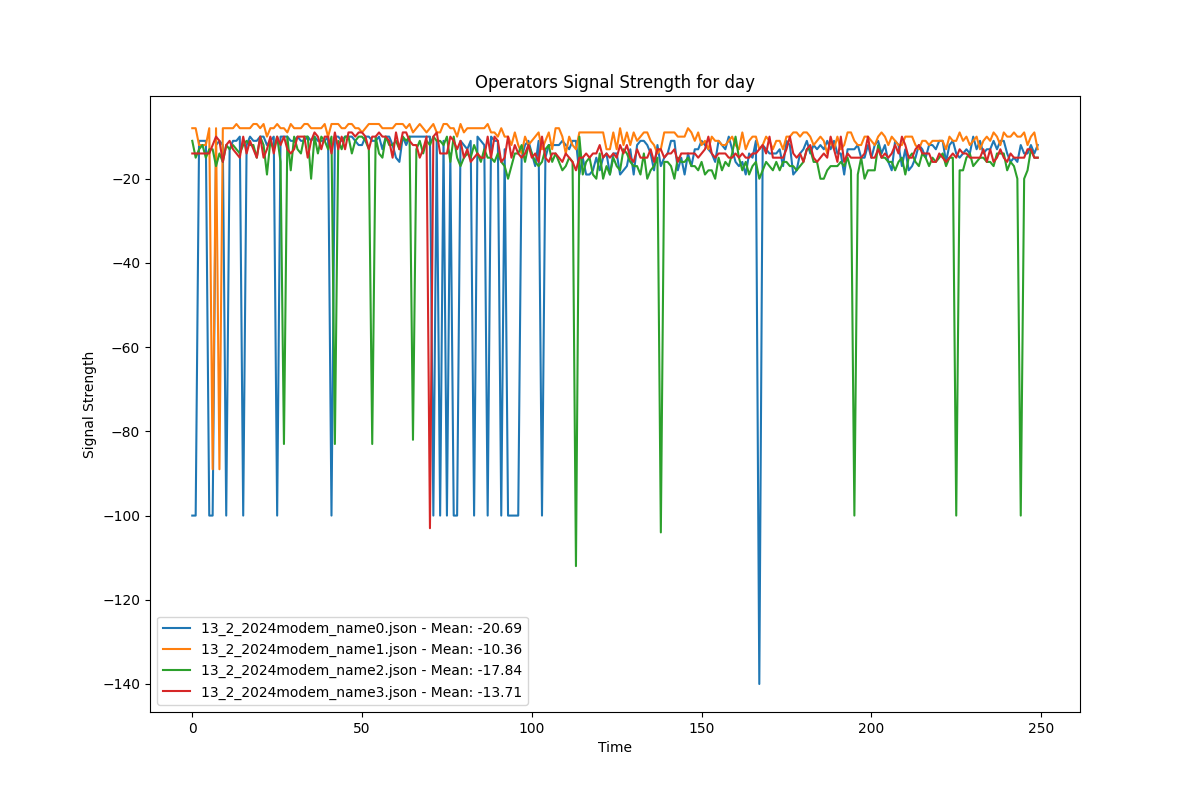 Operators Signal Strength for day
Signal Strength
−20
−40
−60
−80
−100
−120
−140
13_2_2024modem_name0.json - Mean: -20.69
13_2_2024modem_name1.json - Mean: -10.36
13_2_2024modem_name2.json - Mean: -17.84
13_2_2024modem_name3.json - Mean: -13.71
0 50 100 150 200 250
Time